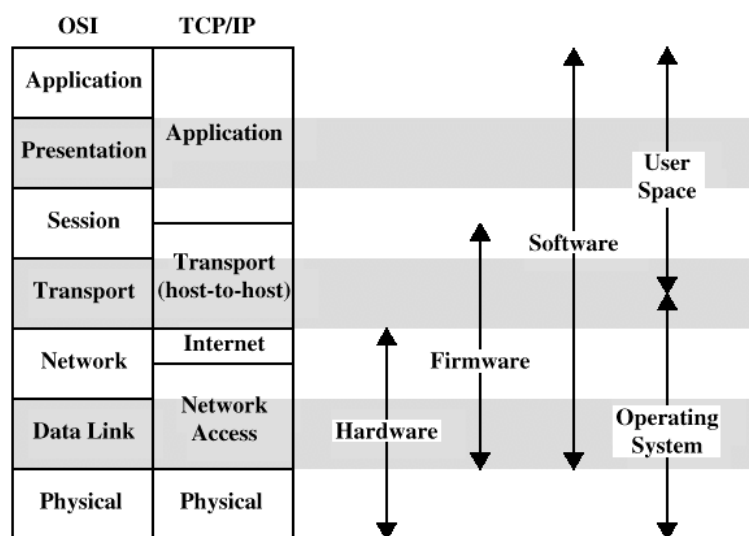 OSI TCP/IP
Application
Presentation
Session
Transport
Network
Data Link
Physical
Application
Transport
(host-to-host)
Internet
Network
Access
Physical
Hardware
Firmware
Software
User
Space
Operating
System